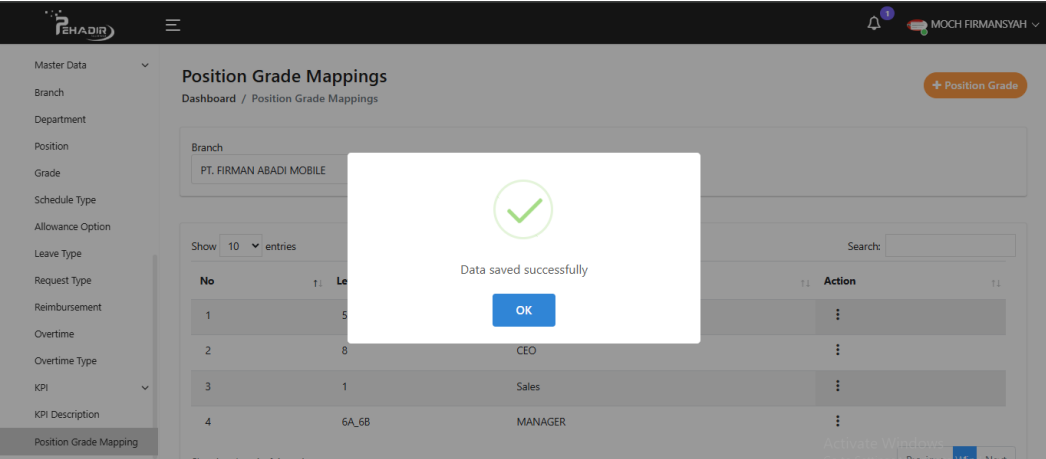 PEHADIR
1
MOCH FIRMANSYAH
Master Data
Branch
Department
Position
Grade
Schedule Type
Allowance Option
Leave Type
Request Type
Reimbursement
Overtime
Overtime Type
KPI
KPI Description
Position Grade Mapping
Position Grade Mappings
Dashboard / Position Grade Mappings
+ Position Grade
Branch
PT. FIRMAN ABADI MOBILE
Data saved successfully
OK
Show 10 entries
Search:
No Le Action
1 5
2 8 CEO
3 1 Sales
4 6A_6B MANAGER
Activate Windows